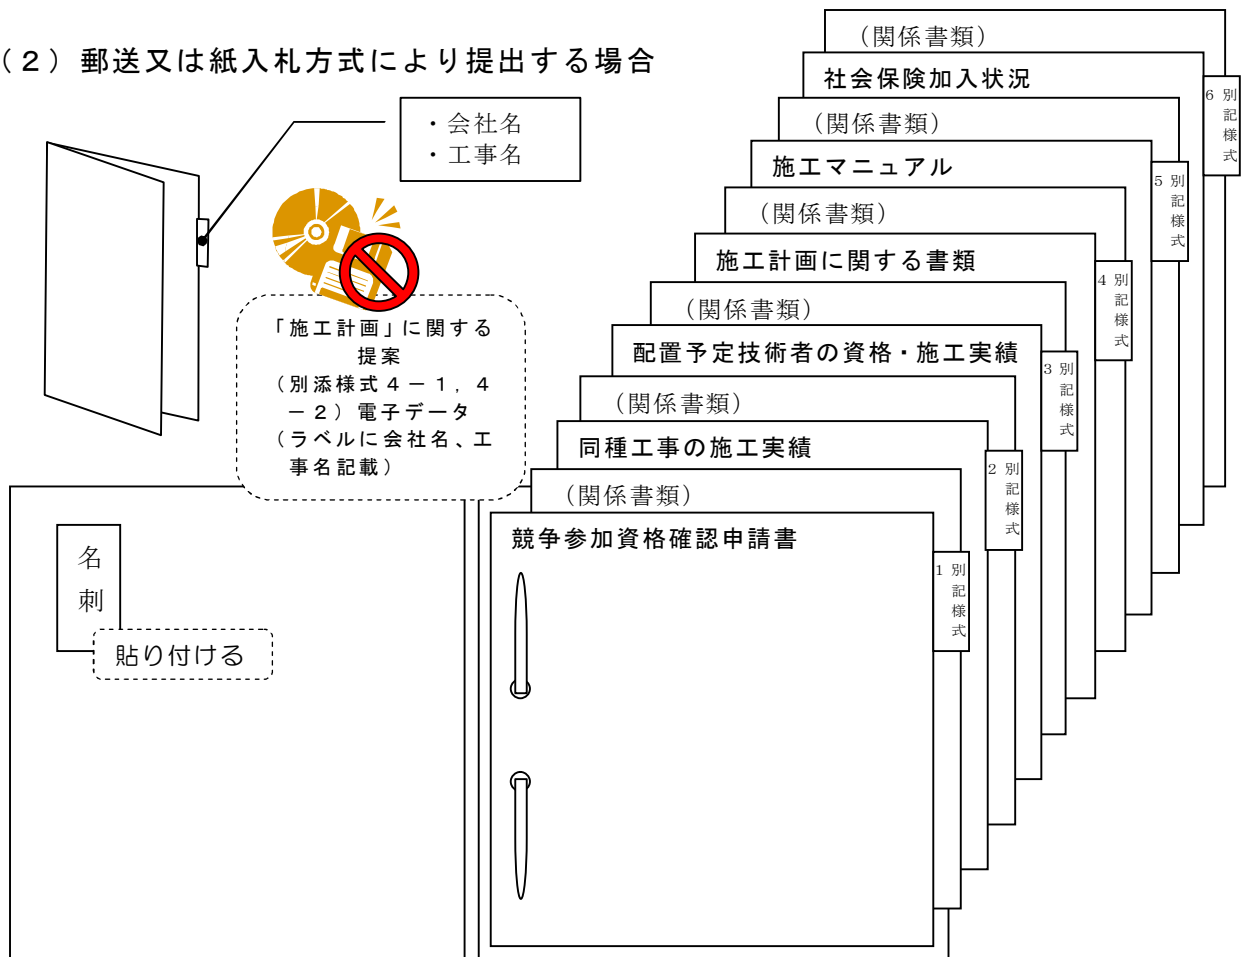 （２）郵送又は紙入札方式により提出する場合
・会社名
・工事名
「施工計画」に関する
提案
（別添様式４－１，４
－２）電子データ
（ラベルに会社名、工
事名記載）
名
刺
貼り付ける
（関係書類）
社会保険加入状況
（関係書類）
施工マニュアル
（関係書類）
施工計画に関する書類
（関係書類）
配置予定技術者の資格・施工実績
（関係書類）
同種工事の施工実績
（関係書類）
競争参加資格確認申請書
別記様式6
別記様式5
別記様式4
別記様式3
別記様式2
別記様式1